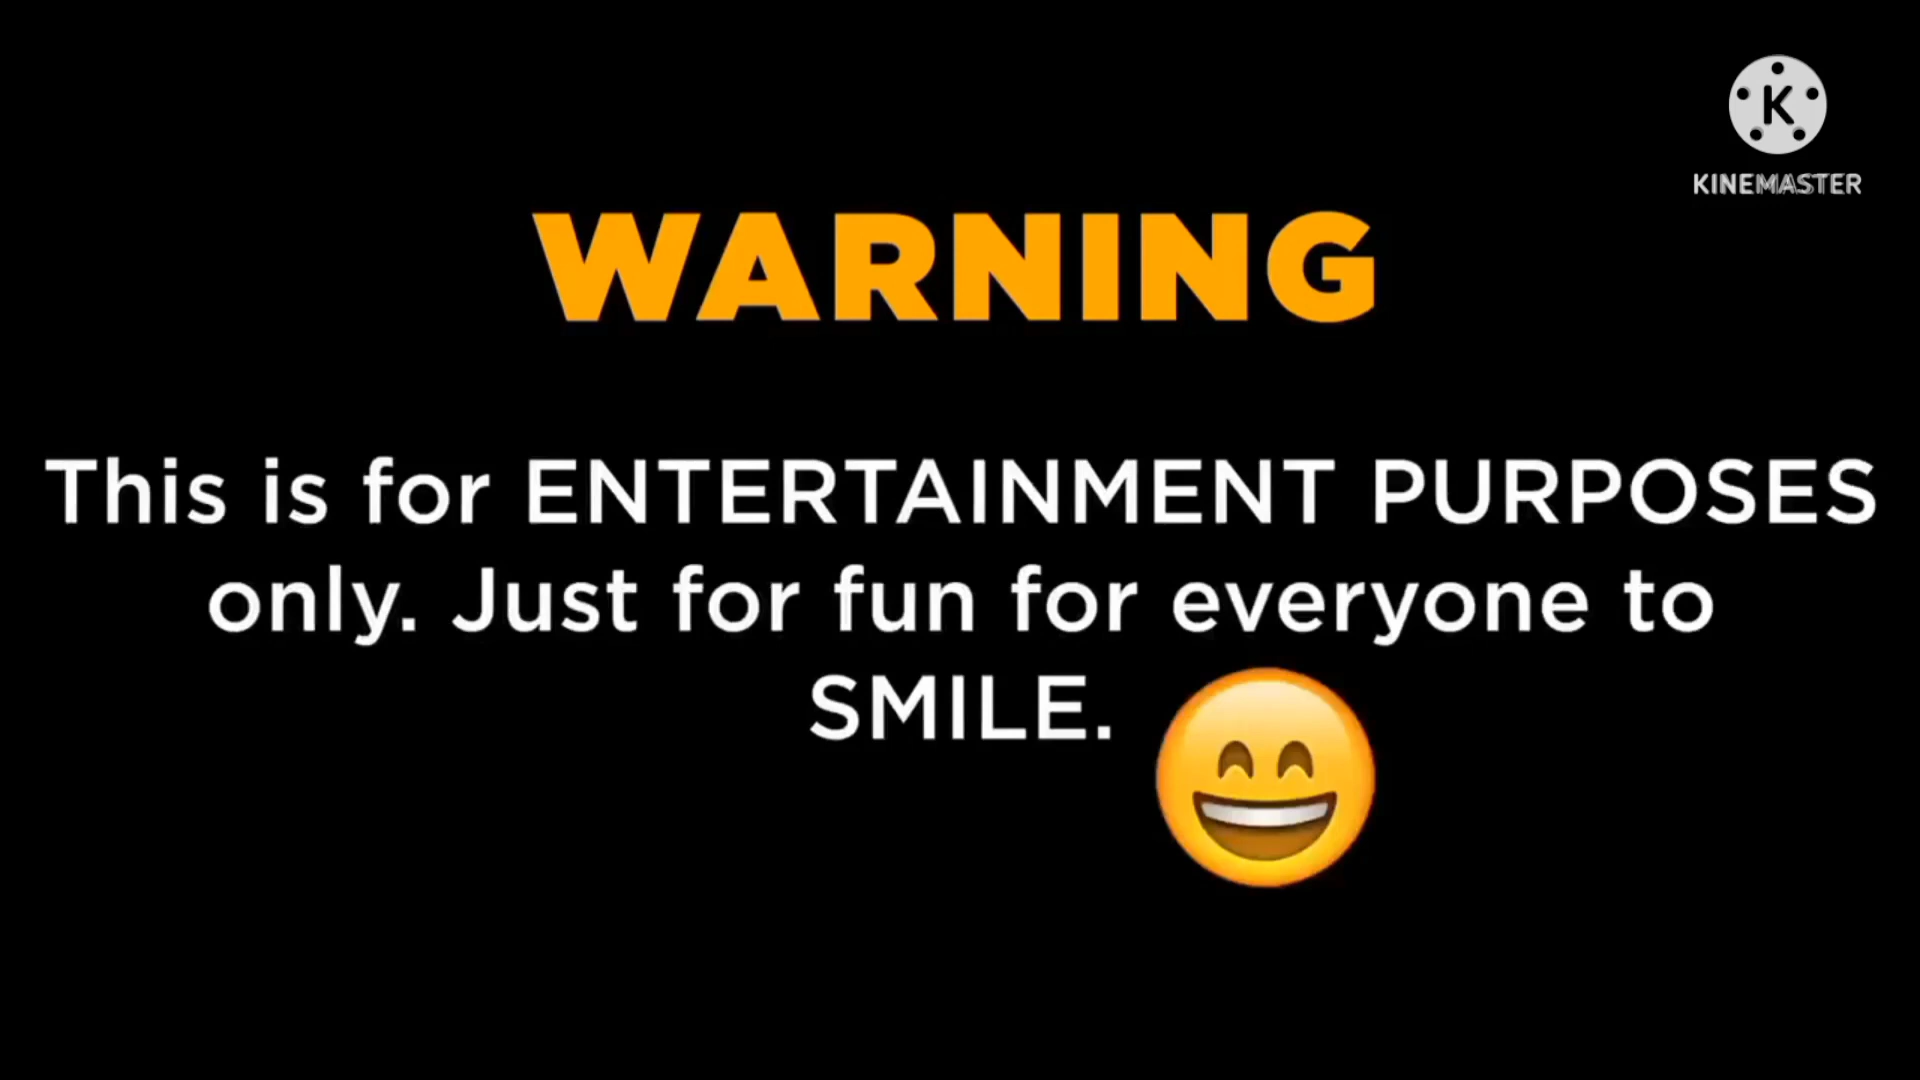 K
KINEMASTER
WARNING
This is for ENTERTAINMENT PURPOSES
only. Just for fun for everyone to
SMILE.